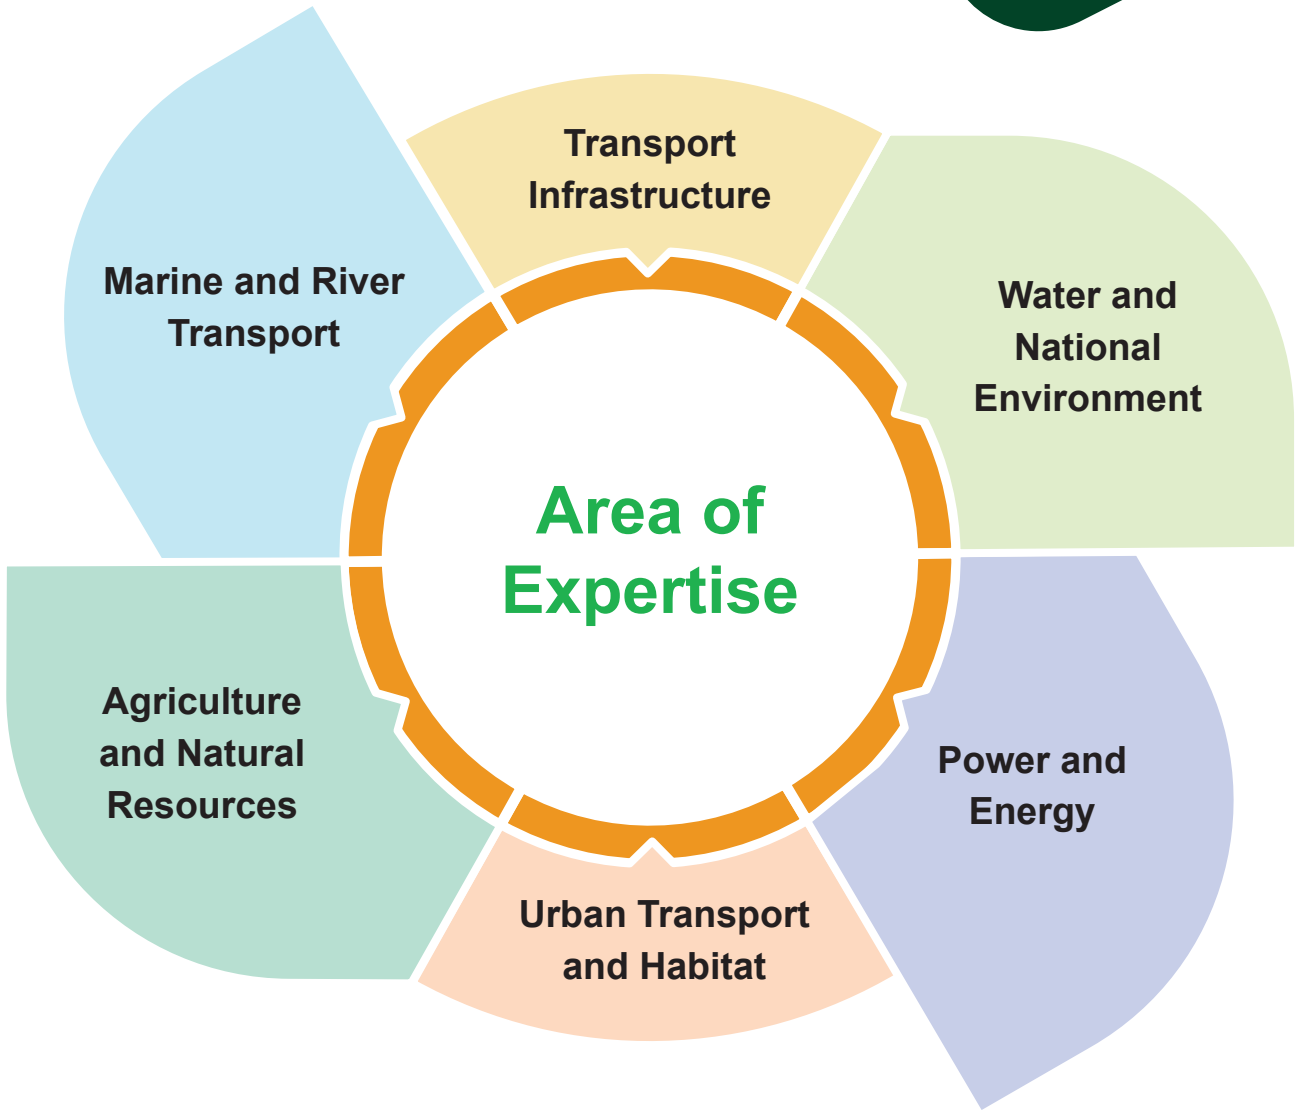 Transport
Infrastructure
Marine and River
Transport
Water and
National
Environment
Area of
Expertise
Agriculture
and Natural
Resources
Power and
Energy
Urban Transport
and Habitat